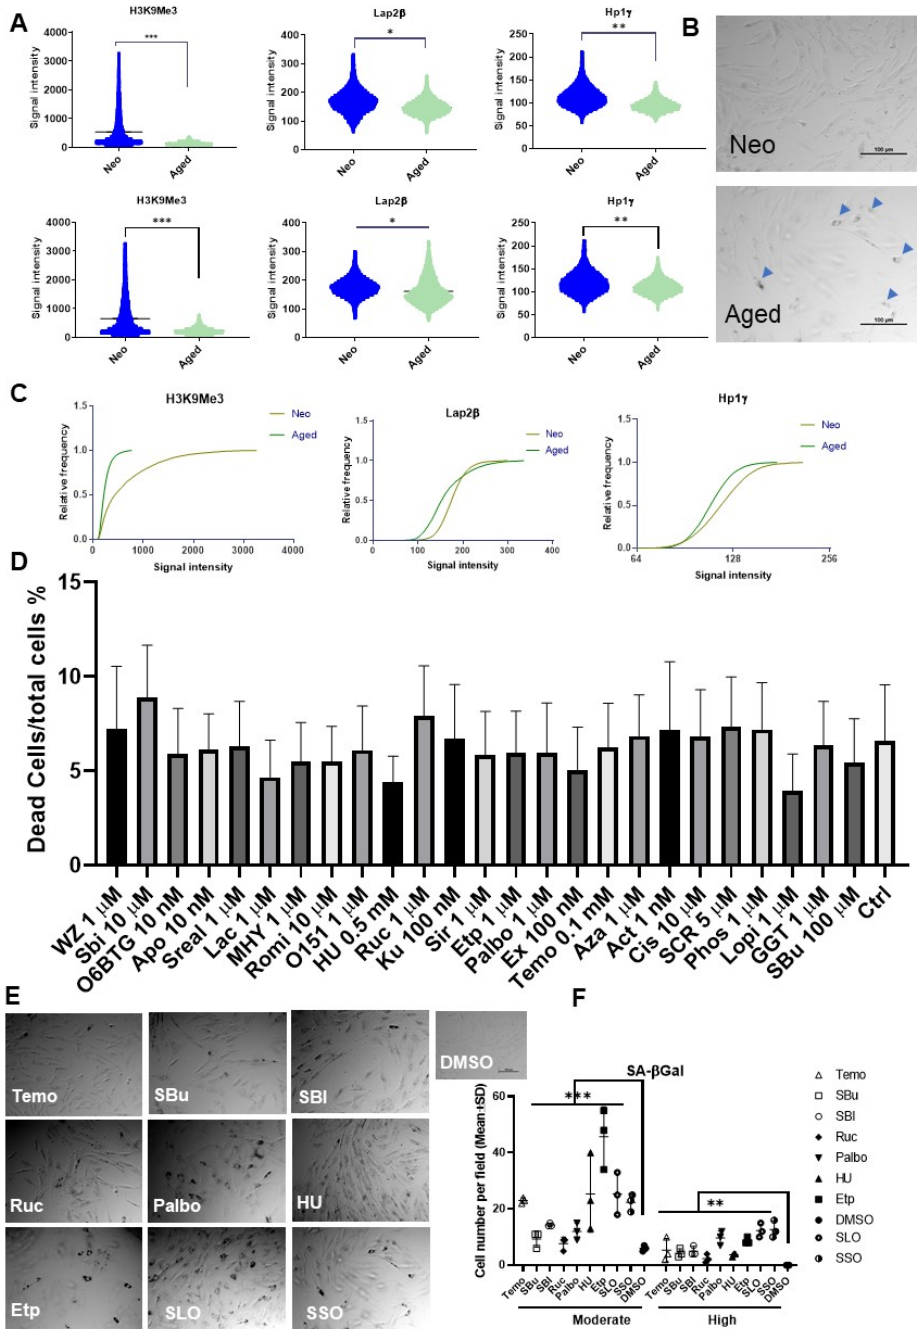 A
H3K9Me3
Signal intensity
4000
3000
2000
1000
0
***
Neo
Aged
Lap2β
Signal intensity
400
300
200
100
0
*
Neo
Aged
Hp1γ
Signal intensity
250
200
150
100
50
0
**
Neo
Aged
H3K9Me3
Signal intensity
4000
3000
2000
1000
0
***
Neo
Aged
Lap2β
Signal intensity
400
300
200
100
0
*
Neo
Aged
Hp1γ
Signal intensity
250
200
150
100
50
0
**
Neo
Aged
B
Neo
100 μm
Aged
100 μm
C
H3K9Me3
Relative frequency
1.5
1.0
0.5
0.0
0
1000
2000
3000
4000
Signal intensity
Neo
Aged
Lap2β
Relative frequency
1.5
1.0
0.5
0.0
0
100
200
300
400
Signal intensity
Neo
Aged
Hp1γ
Relative frequency
1.5
1.0
0.5
0.0
64
128
256
Signal intensity
Neo
Aged
D
Dead Cells/total cells %
15
10
5
0
WZ 1 μM
Sbi 10 μM
O6BTG 10 nM
Apo 10 nM
Sreal 1 μM
Lac 1 μM
MHY 1 μM
Romi 10 μM
O151 1 μM
HU 0.5 mM
Ruc 1 μM
Ku 100 nM
Sir 1 μM
Etp 1 μM
Palbo 1 μM
Ex 100 nM
Temo 0.1 mM
Aza 1 μM
Act 1 nM
Cis 10 μM
SCR 5 μM
Phos 1 μM
Lopi 1 μM
GGT 1 μM
SBu 100 μM
Ctrl
E
Temo
SBu
SBI
DMSO
Ruc
Palbo
HU
Etp
SLO
SSO
F
SA-βGal
Cell number per field (Mean±SD)
60
40
20
0
***
**
Temo
SBu
SBI
Ruc
Palbo
HU
Etp
SLO
SSO
DMSO
Temo
SBu
SBI
Ruc
Palbo
HU
Etp
SLO
SSO
DMSO
Moderate
High
Temo
SBu
SBI
Ruc
Palbo
HU
Etp
DMSO
SLO
SSO